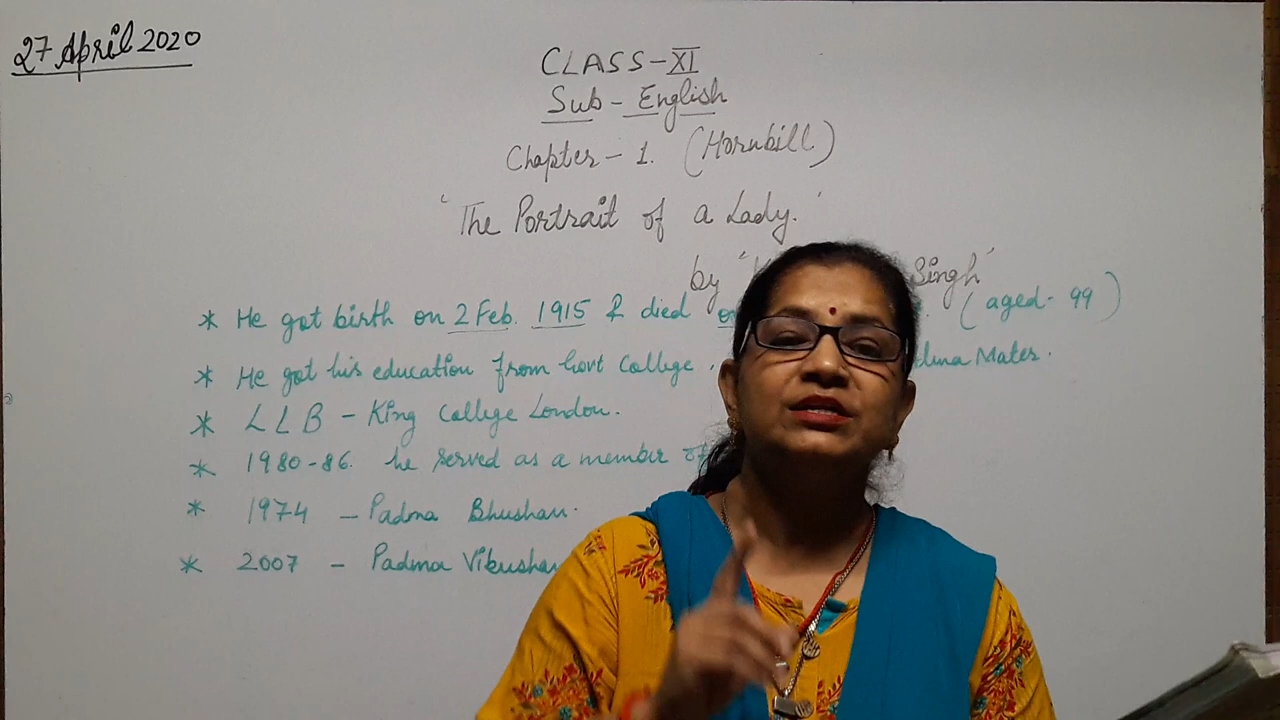 27 April 2020
CLASS-XI
Sub - English
Chapter - 1. (Hornbill)
'The Portrait of a Lady.'
by " Singh"
* He got birth on 2 Feb. 1915 & died (aged- 99)
* He got his education from Govt College, Mates.
* LLB - King College London.
* 1980-86. he served as a member of
* 1974 - Padma Bhushan.
* 2007 - Padma Vibushan